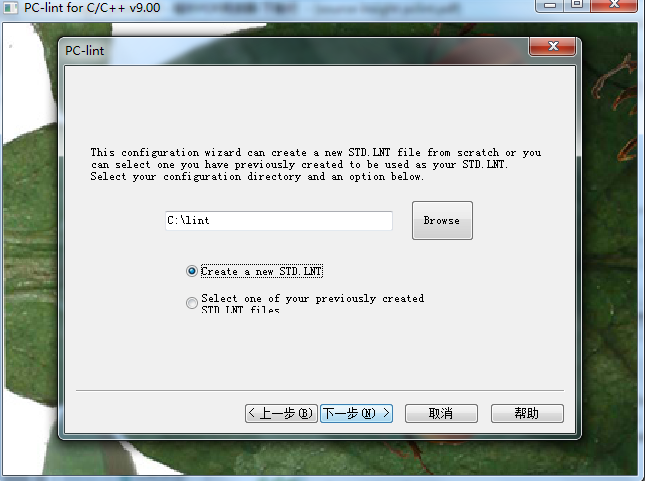 PC-lint for C/C++ v9.00
PC-lint
This configuration wizard can create a new STD.LNT file from scratch or you
can select one you have previously created to be used as your STD.LNT.
Select your configuration directory and an option below.
C:\lint
Browse
Create a new STD.LNT
Select one of your previously created
STD.LNT files
< 上一步(B) 下一步(N) > 取消 帮助